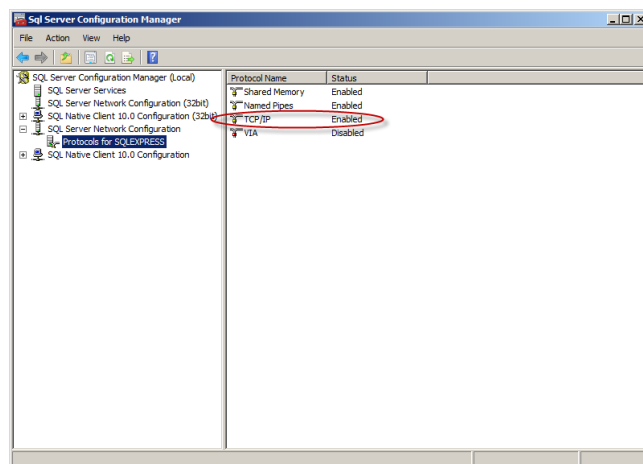 Sql Server Configuration Manager
File Action View Help
SQL Server Configuration Manager (Local)
SQL Server Services
SQL Server Network Configuration (32bit)
SQL Native Client 10.0 Configuration (32bit)
SQL Server Network Configuration
Protocols for SQLEXPRESS
SQL Native Client 10.0 Configuration
Protocol Name Status
Shared Memory Enabled
Named Pipes Enabled
TCP/IP Enabled
VIA Disabled